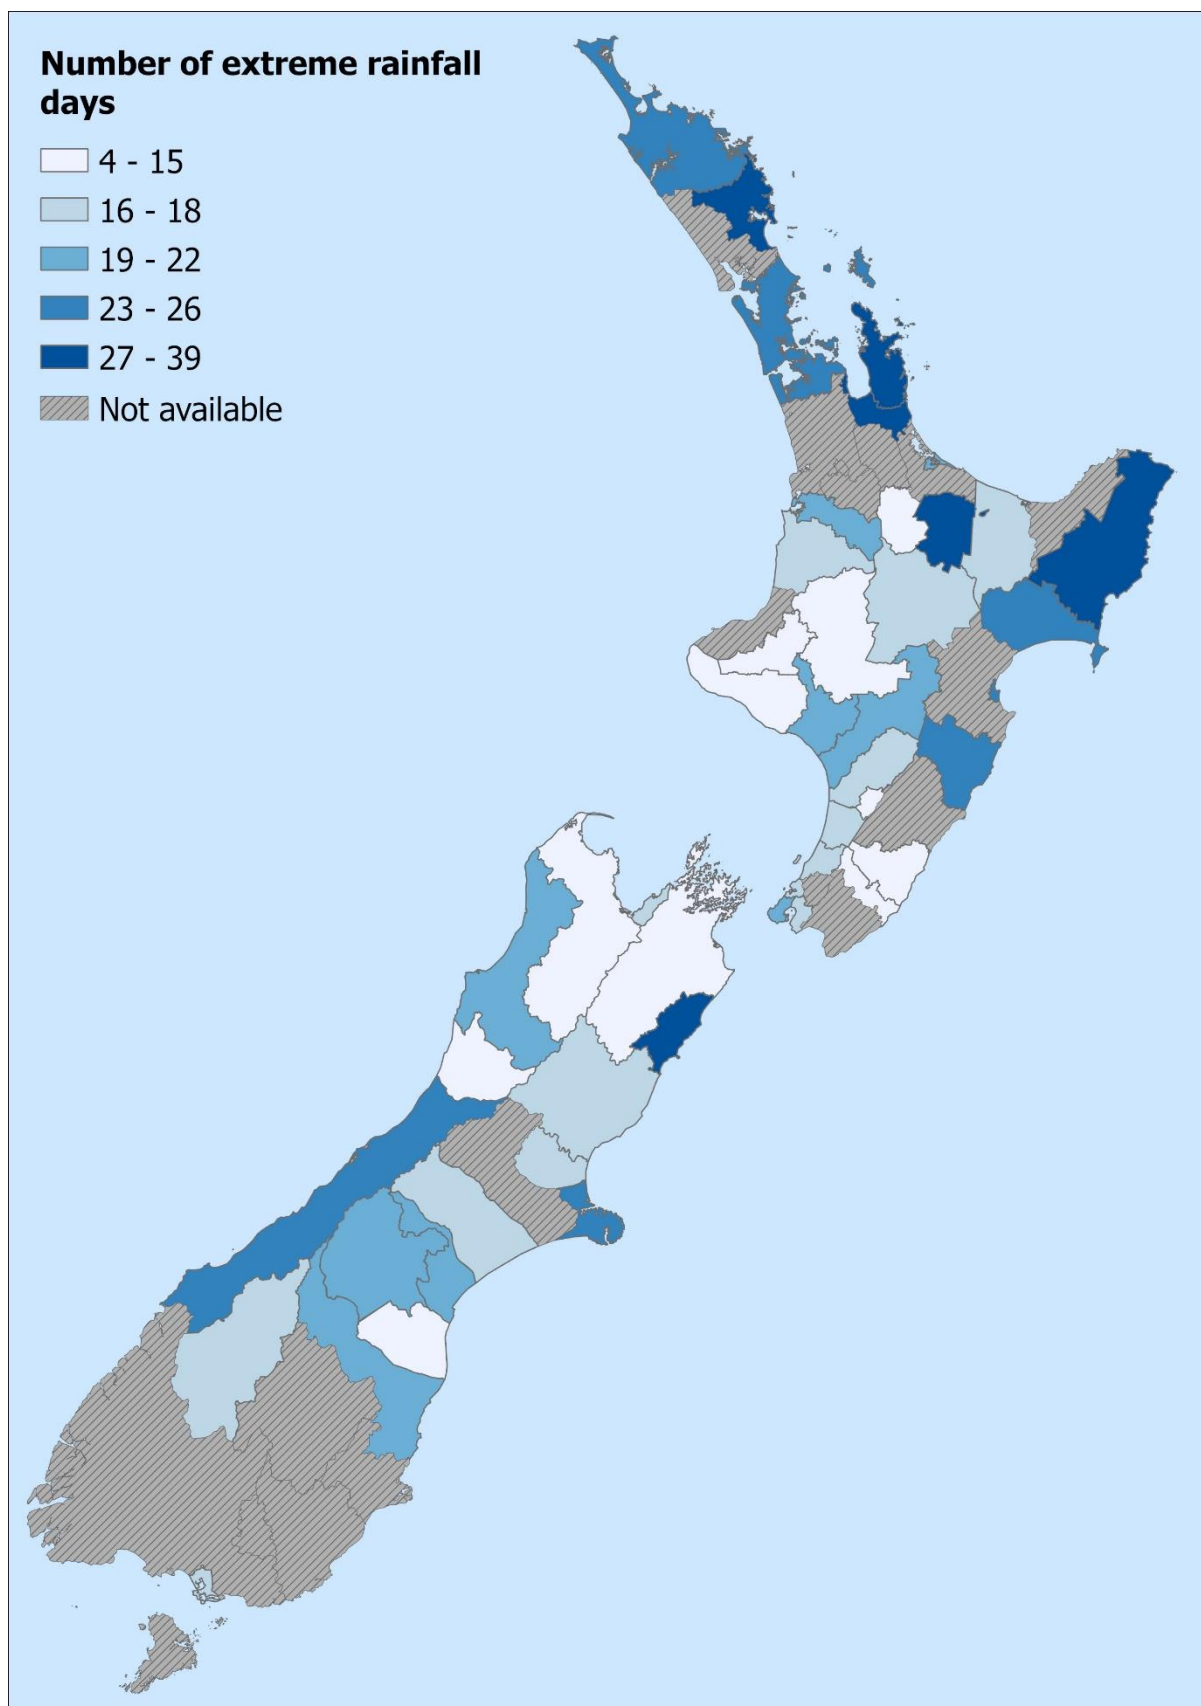 Number of extreme rainfall
days
4 - 15
16 - 18
19 - 22
23 - 26
27 - 39
Not available